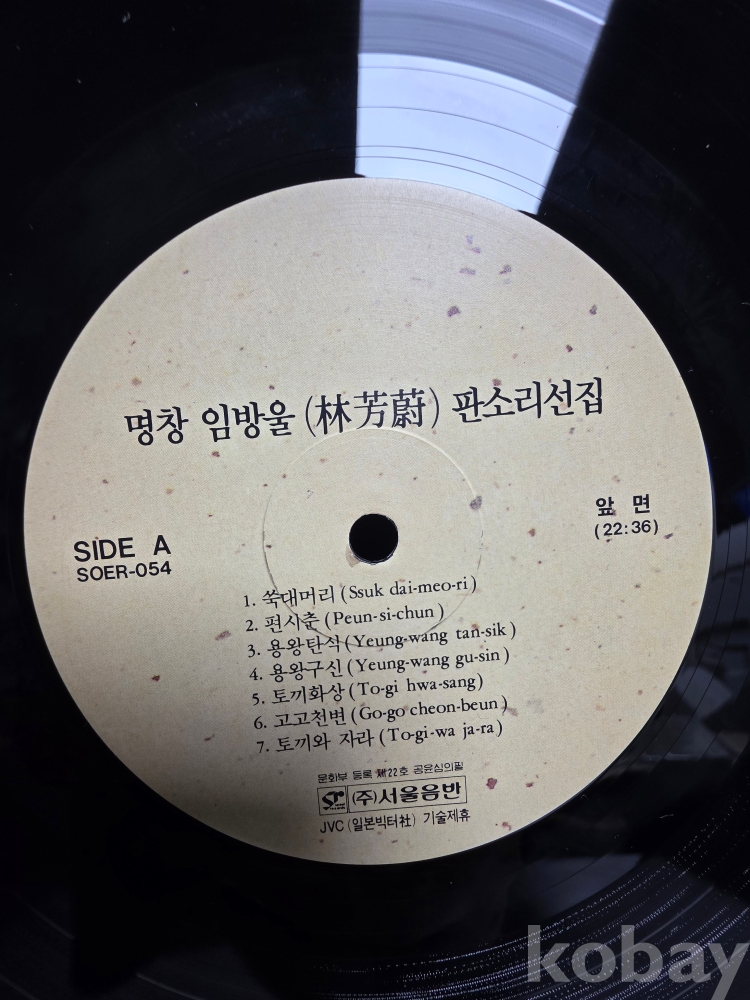 명창 임방울 (林芳蔚) 판소리선집
SIDE A
SOER-054
앞 면
(22:36)
1. 쑥대머리 (Ssuk dai-meo-ri)
2. 편시춘 (Peun-si-chun)
3. 용왕탄식 (Yeung-wang tan-sik)
4. 용왕구신 (Yeung-wang gu-sin)
5. 토끼화상 (To-gi hwa-sang)
6. 고고천변 (Go-go cheon-beun)
7. 토끼와 자라 (To-gi-wa ja-ra)
문화부 등록 제22호 공윤심의필
(주)서울음반
JVC (일본빅터社) 기술제휴
kobay